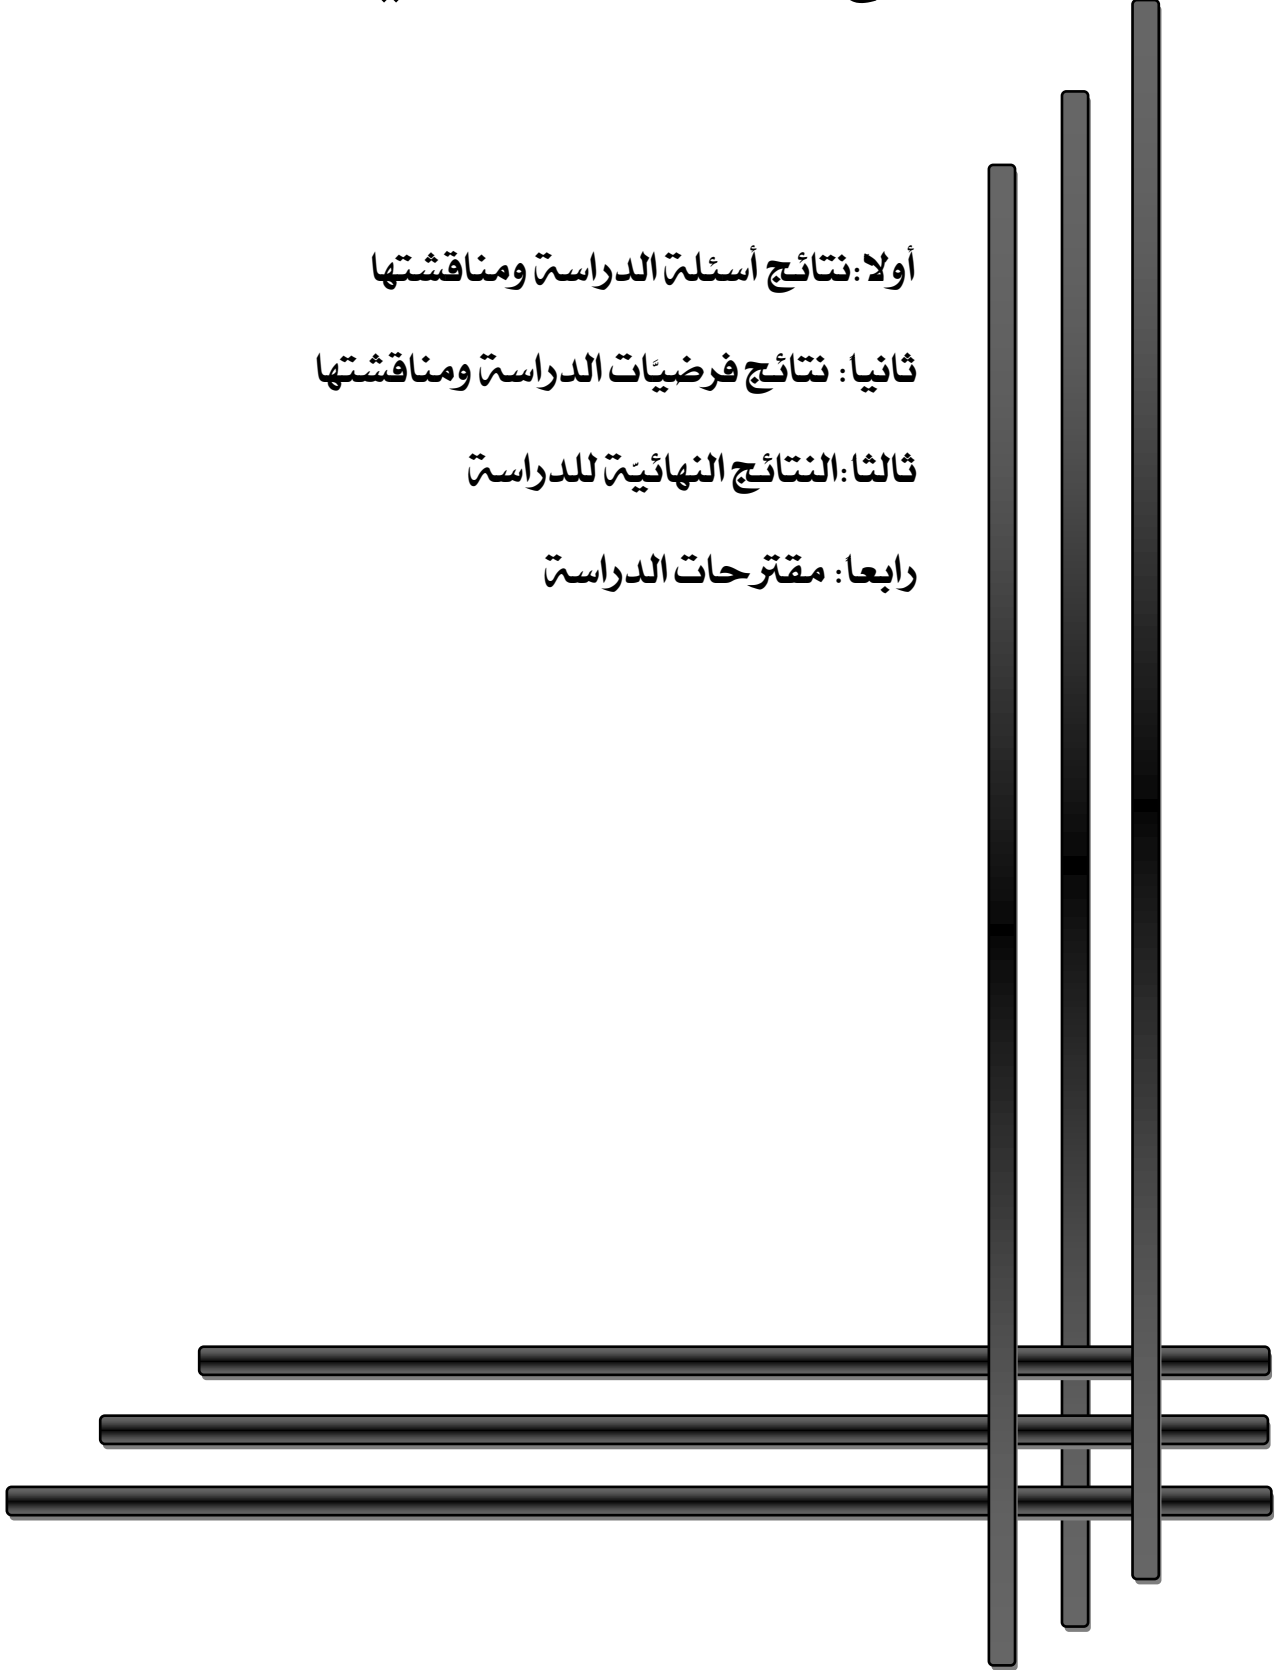 أولا:نتائج أسئلة الدراسة ومناقشتها
ثانيا: نتائج فرضيَّات الدراسة ومناقشتها
ثالثا:النتائج النهائيّة للدراسة
رابعا: مقترحات الدراسة